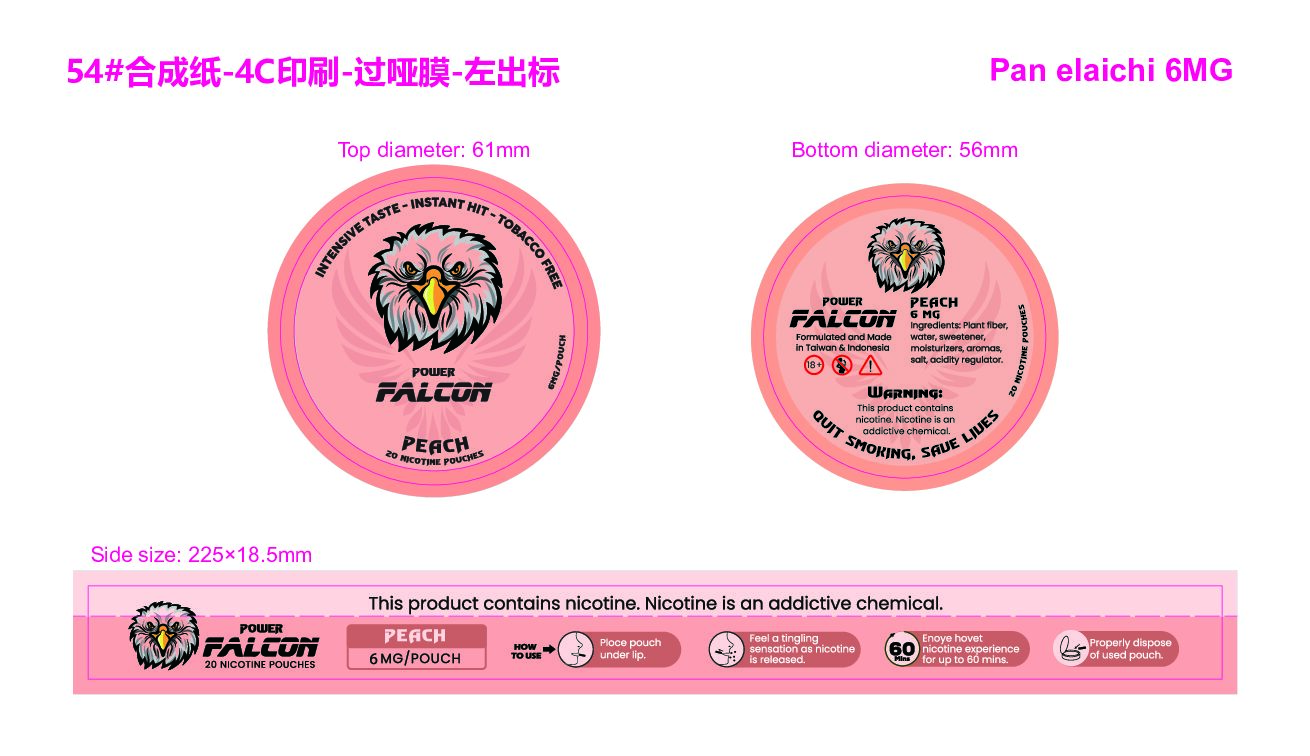 54#合成纸-4C印刷-过哑膜-左出标
Pan elaichi 6MG
Top diameter: 61mm
INTENSIVE TASTE - INSTANT HIT - TOBACCO FREE
6MG/POUCH
POWER
FALCON
PEACH
20 NICOTINE POUCHES
Bottom diameter: 56mm
POWER
FALCON
Formulated and Made
in Taiwan & Indonesia
18+
PEACH
6 MG
Ingredients: Plant fiber,
water, sweetener,
moisturizers, aromas,
salt, acidity regulator.
20 NICOTINE POUCHES
WARNING:
This product contains
nicotine. Nicotine is an
addictive chemical.
QUIT SMOKING, SAVE LIVES
Side size: 225×18.5mm
This product contains nicotine. Nicotine is an addictive chemical.
POWER
FALCON
20 NICOTINE POUCHES
PEACH
6 MG/POUCH
HOW
TO USE
Ploce pouch
under lip.
Feel a tingling
sensation as nicotine
is released.
60
Mins
Enoye hovet
nicotine experience
for up to 60 mins.
Properly dispose
of used pouch.